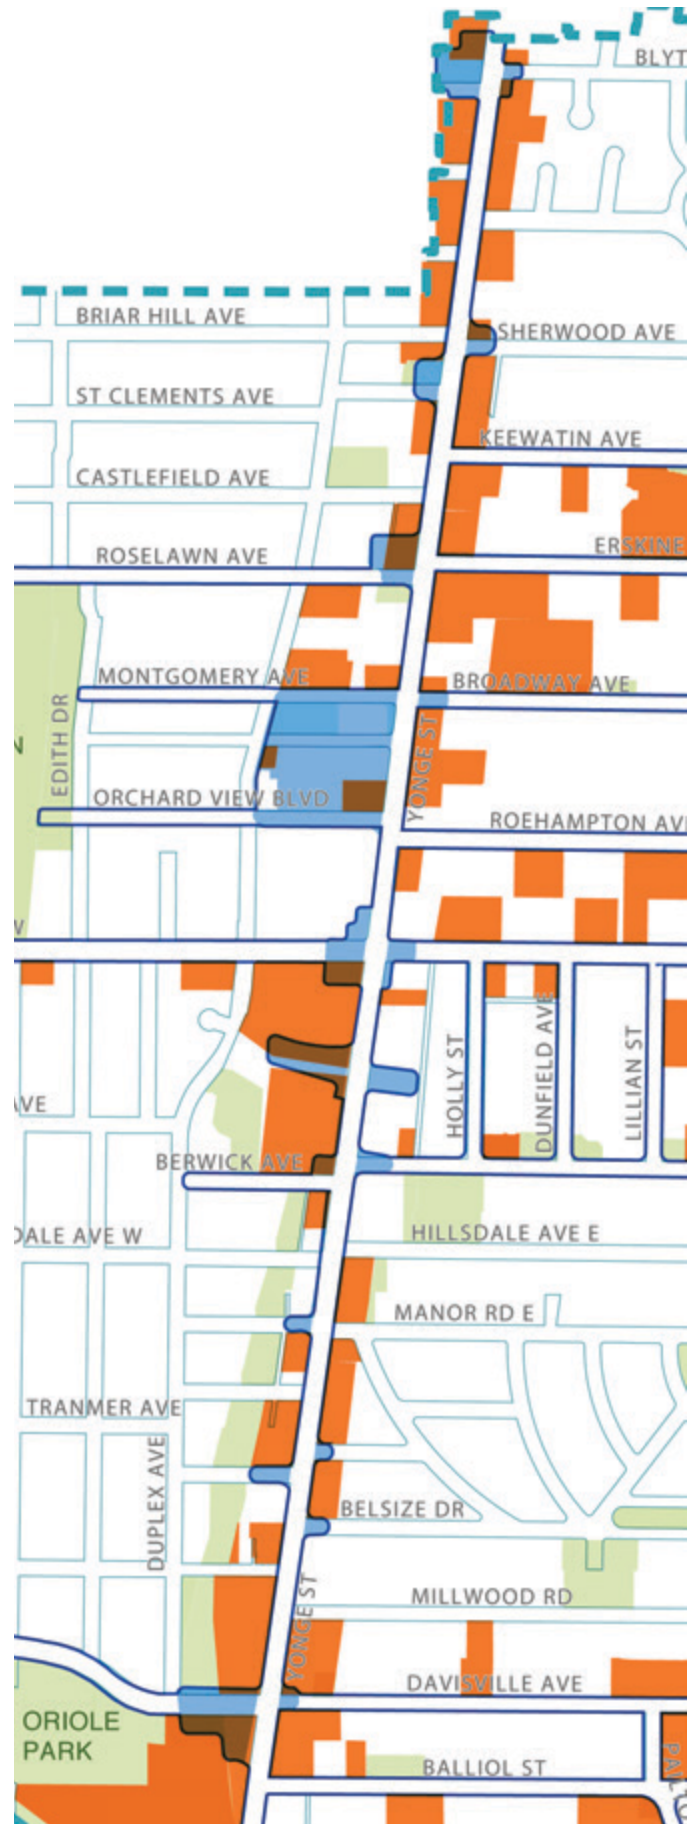 BLYT
BRIAR HILL AVE
SHERWOOD AVE
ST CLEMENTS AVE
KEEWATIN AVE
CASTLEFIELD AVE
ROSELAWN AVE
ERSKINE
MONTGOMERY AVE
BROADWAY AVE
EDITH DR
YONGE ST
N
ORCHARD VIEW BLVD
ROEHAMPTON AVE
W
HOLLY ST
DUNFIELD AVE
LILLIAN ST
AVE
BERWICK AVE
DALE AVE W
HILLSDALE AVE E
MANOR RD E
TRANMER AVE
DUPLEX AVE
BELSIZE DR
MILLWOOD RD
YONGE ST
DAVISVILLE AVE
ORIOLE
PARK
BALLIOL ST